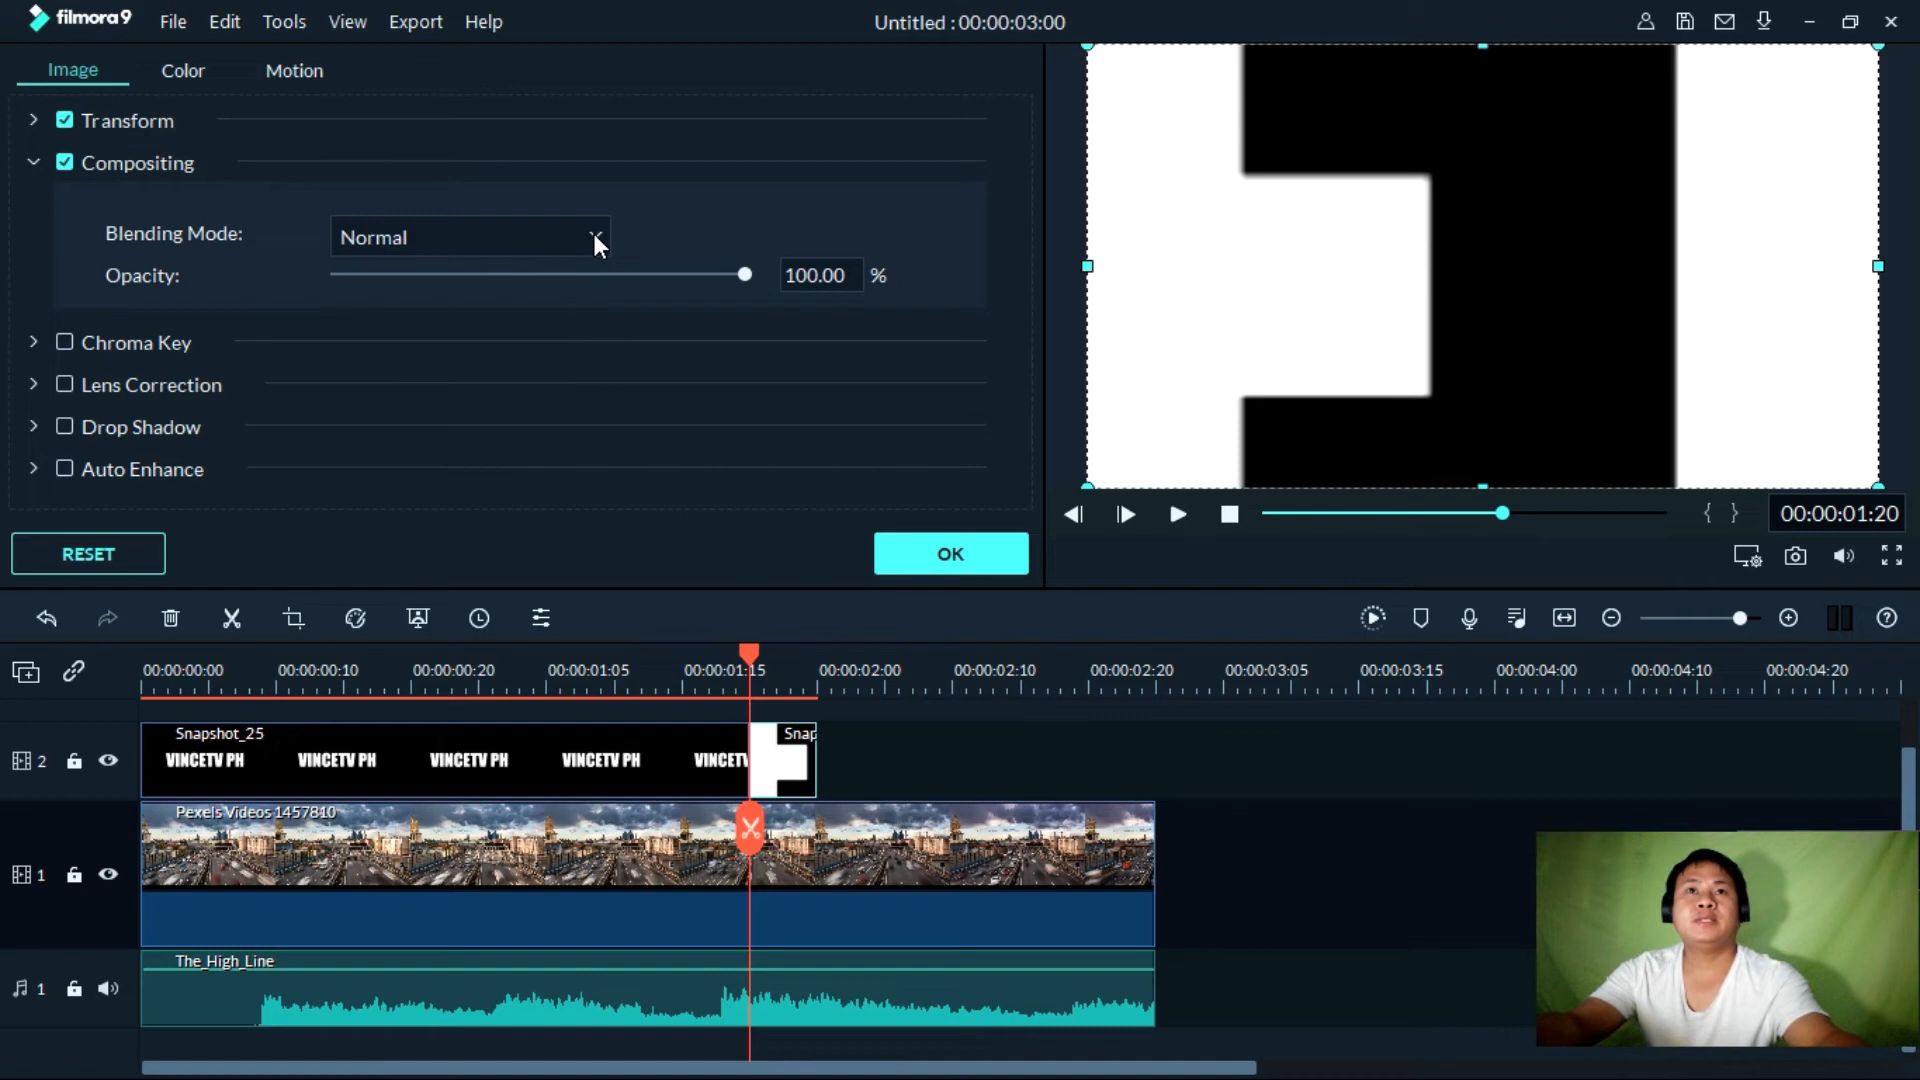 filmora9 File Edit Tools View Export Help Untitled : 00:00:03:00
Image Color Motion
Transform
Compositing
Blending Mode: Normal
Opacity: 100.00 %
Chroma Key
Lens Correction
Drop Shadow
Auto Enhance
RESET OK
00:00:01:20
00:00:00:00 00:00:00:10 00:00:00:20 00:00:01:05 00:00:01:15 00:00:02:00 00:00:02:10 00:00:02:20 00:00:03:05 00:00:03:15 00:00:04:00 00:00:04:10 00:00:04:20
Snapshot_25 Snap
2 VINCETV PH VINCETV PH VINCETV PH VINCETV PH VINCETV
Pexels Videos 1457810
1
The_High_Line
1